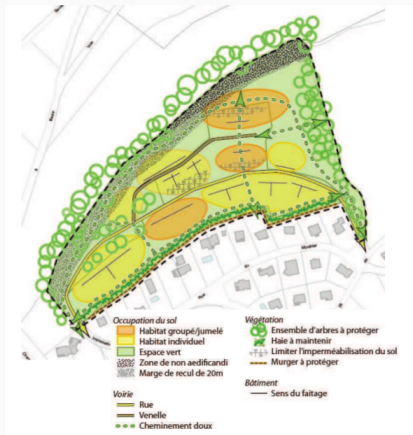 Occupation du sol
Habitat groupé/jumelé
Habitat individuel
Espace vert
Zone de non aedificandi
Marge de recul de 20m
Voirie
Rue
Venelle
Cheminement doux
Végétation
Ensemble d'arbres à protéger
Haie à maintenir
Limiter l'imperméabilisation du sol
Murger à protéger
Bâtiment
Sens du faitage